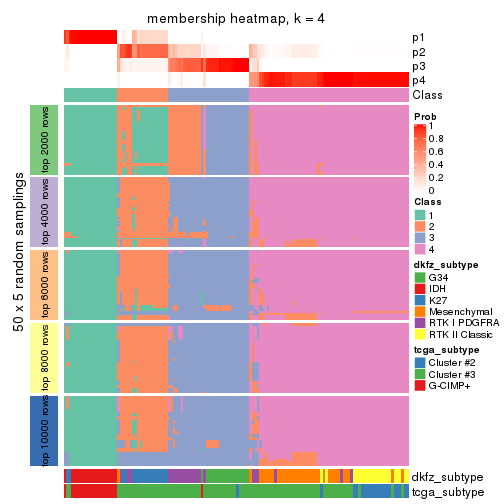 membership heatmap, k = 4
p1
p2
p3
p4
Class
50 x 5 random samplings
top 2000 rows
top 4000 rows
top 6000 rows
top 8000 rows
top 10000 rows
Prob
1
0.8
0.6
0.4
0.2
0
Class
1
2
3
4
dkfz_subtype
G34
IDH
K27
Mesenchymal
RTK I PDGFRA
RTK II Classic
tcga_subtype
Cluster #2
Cluster #3
G-CIMP+
dkfz_subtype
tcga_subtype